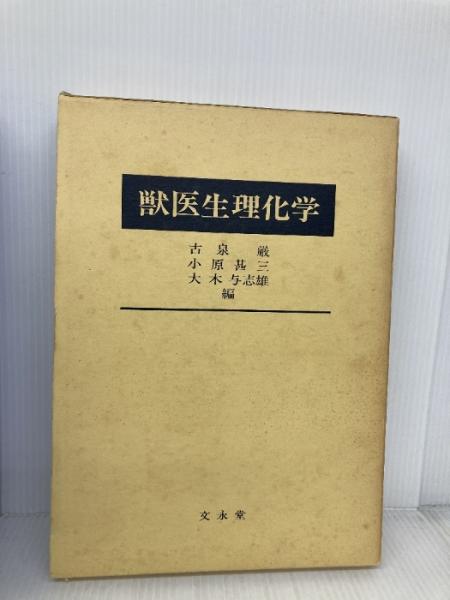 獣医生理化学
古泉巌
小原甚三
大木与志雄
編
文永堂